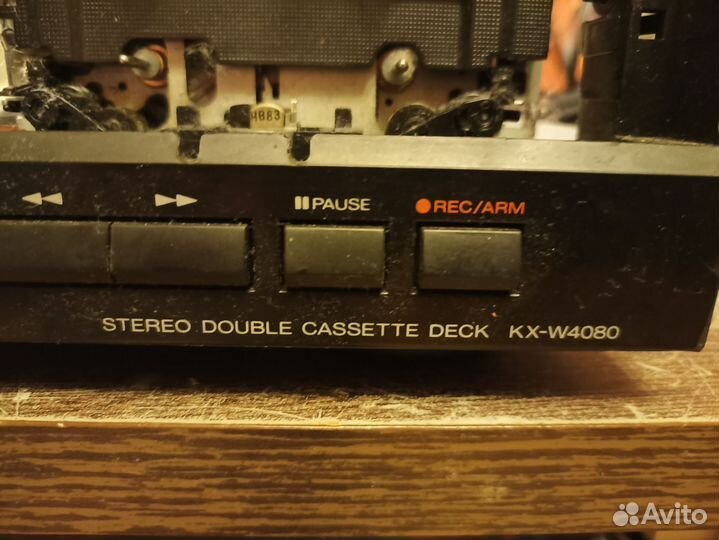 4883
PAUSE
REC/ARM
STEREO DOUBLE CASSETTE DECK KX-W4080
Avito